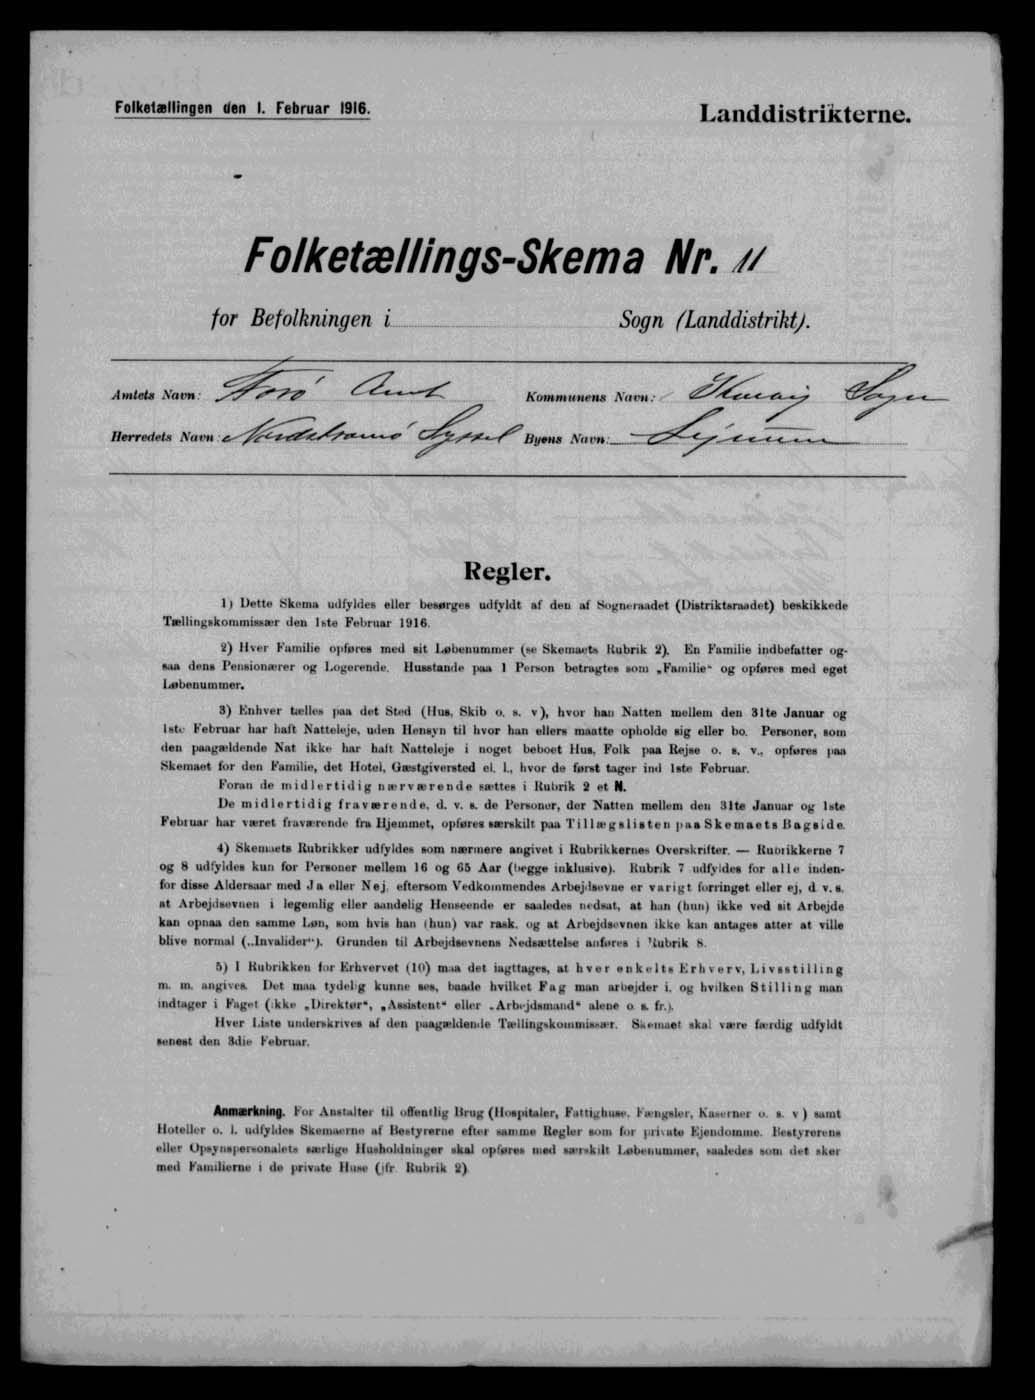 Folketællingen den 1. Februar 1916.
Landdistrikterne.
Folketællings-Skema Nr. 11
for Befolkningen i Sogn (Landdistrikt).
Amtets Navn: Færø Amt Kommunens Navn: Kvivig Sogn
Herredets Navn: Nordstrømø Syssel Byens Navn: Lejnum
Regler.
1) Dette Skema udfyldes eller besørges udfyldt af den af Sogneraadet (Distriktsraadet) beskikkede
Tællingskommissær den 1ste Februar 1916.
2) Hver Familie opføres med sit Løbenummer (se Skemaets Rubrik 2). En Familie indbefatter og-
saa dens Pensionærer og Logerende. Husstande paa 1 Person betragtes som „Familie“ og opføres med eget
Løbenummer.
3) Enhver tælles paa det Sted (Hus, Skib o. s. v), hvor han Natten mellem den 31te Januar og
1ste Februar har haft Natteleje, uden Hensyn til hvor han ellers maatte opholde sig eller bo. Personer, som
den paagældende Nat ikke har haft Natteleje i noget beboet Hus, Folk paa Rejse o. s. v., opføres paa
Skemaet for den Familie, det Hotel, Gæstgiversted el. l., hvor de først tager ind 1ste Februar.
Foran de midlertidig nærværende sættes i Rubrik 2 et N.
De midlertidig fraværende, d. v. s. de Personer, der Natten mellem den 31te Januar og 1ste
Februar har været fraværende fra Hjemmet, opføres særskilt paa Tillægslisten paa Skemaets Bagside.
4) Skemaets Rubrikker udfyldes som nærmere angivet i Rubrikkernes Overskrifter. — Rubrikkerne 7
og 8 udfyldes kun for Personer mellem 16 og 65 Aar (begge inklusive). Rubrik 7 udfyldes for alle inden-
for disse Aldersaar med Ja eller Nej, eftersom Vedkommendes Arbejdsevne er varigt forringet eller ej, d. v. s.
at Arbejdsevnen i legemlig eller aandelig Henseende er saaledes nedsat, at han (hun) ikke ved sit Arbejde
kan opnaa den samme Løn, som hvis han (hun) var rask, og at Arbejdsevnen ikke kan antages atter at ville
blive normal („Invalider“). Grunden til Arbejdsevnens Nedsættelse anføres i Rubrik 8.
5) I Rubrikken for Erhvervet (10) maa det iagttages, at hver enkelts Erhverv, Livsstilling
m. m. angives. Det maa tydelig kunne ses, baade hvilket Fag man arbejder i, og hvilken Stilling man
indtager i Faget (ikke „Direktør“, „Assistent“ eller „Arbejdsmand“ alene o. s. fr.).
Hver Liste underskrives af den paagældende Tællingskommissær. Skemaet skal være færdig udfyldt
senest den 3die Februar.
Anmærkning. For Anstalter til offentlig Brug (Hospitaler, Fattighuse, Fængsler, Kaserner o. s. v) samt
Hoteller o. l. udfyldes Skemaerne af Bestyrerne efter samme Regler som for private Ejendomme. Bestyrerens
eller Opsynspersonalets særlige Husholdninger skal opføres med særskilt Løbenummer, saaledes som det sker
med Familierne i de private Huse (jfr. Rubrik 2)